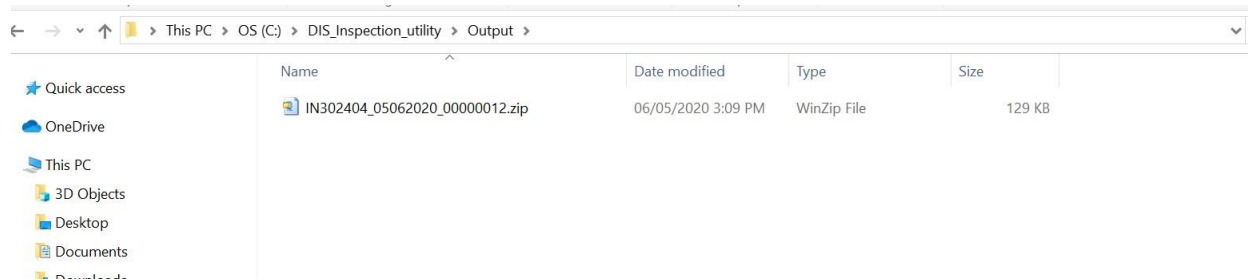 This PC > OS (C:) > DIS_Inspection_utility > Output >
Name Date modified Type Size
Quick access
IN302404_05062020_00000012.zip 06/05/2020 3:09 PM WinZip File 129 KB
OneDrive
This PC
3D Objects
Desktop
Documents